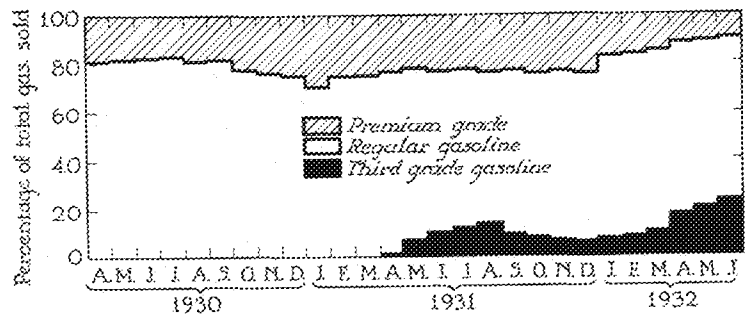 Percentage of total gas. sold
100
80
60
40
20
0
Premium grade
Regular gasoline
Third grade gasoline
A. M. J. J. A. S. O. N. D. J. F. M. A. M. J. J. A. S. O. N. D. J. F. M. A. M. J.
1930 1931 1932